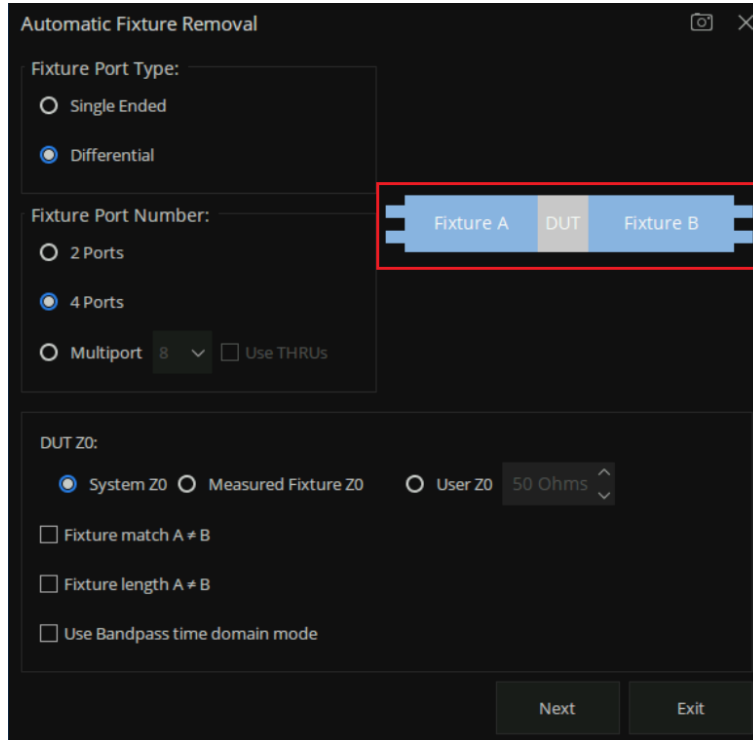 Automatic Fixture Removal
Fixture Port Type:
Single Ended
Differential
Fixture Port Number:
2 Ports
4 Ports
Multiport 8 Use THRUs
Fixture A DUT Fixture B
DUT Z0:
System Z0 Measured Fixture Z0 User Z0 50 Ohms
Fixture match A ≠ B
Fixture length A ≠ B
Use Bandpass time domain mode
Next Exit